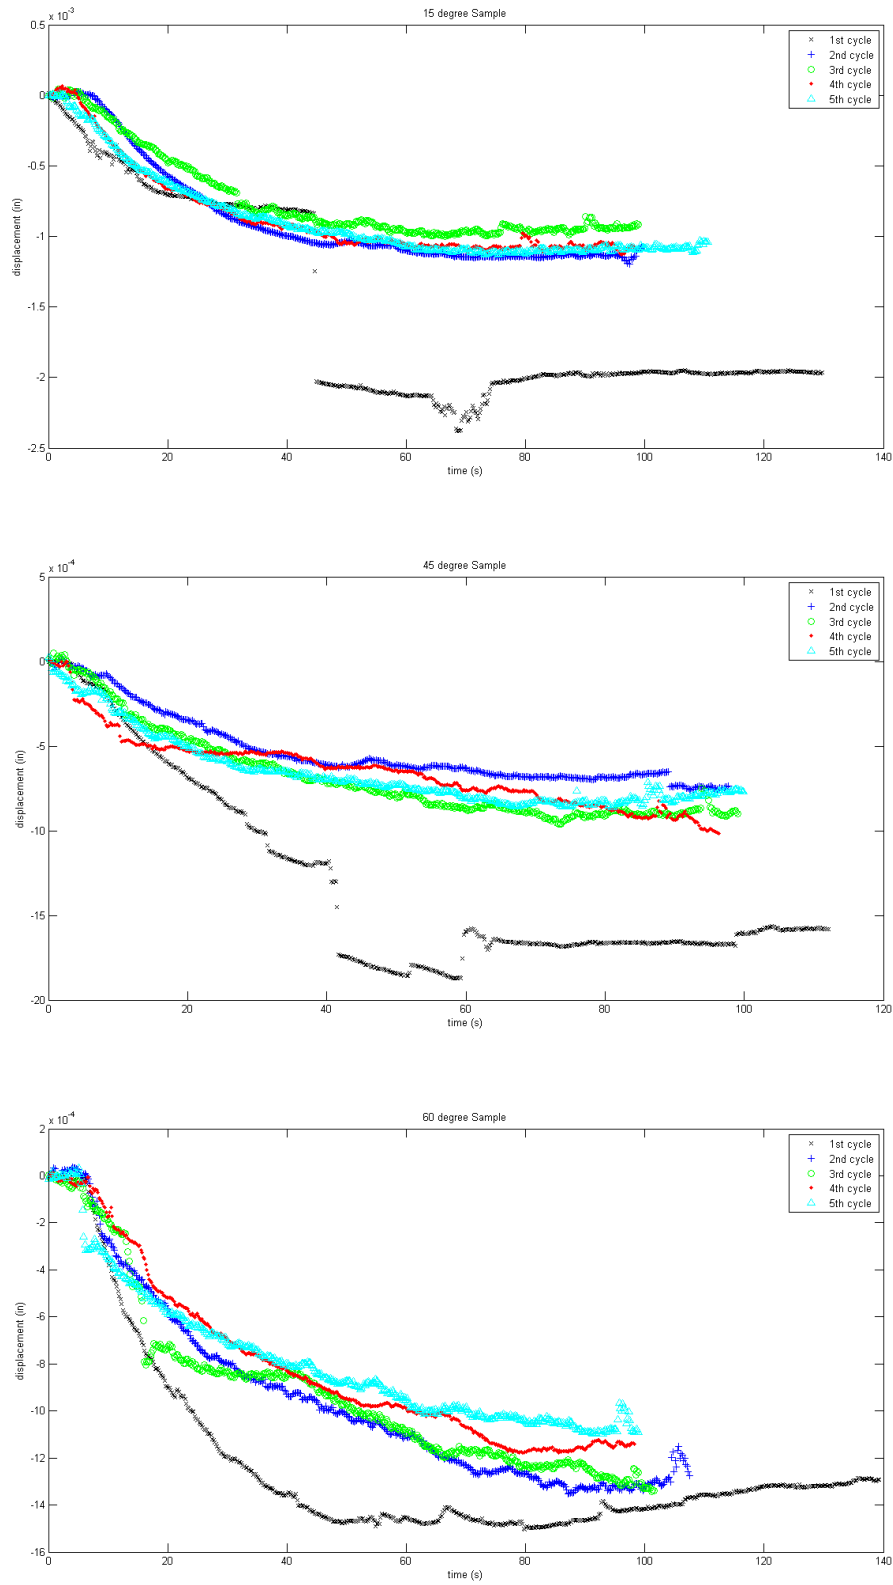 15 degree Sample
x 10^-3
0.5
0
-0.5
-1
-1.5
-2
-2.5
displacement (in)
0 20 40 60 80 100 120 140
time (s)
1st cycle
2nd cycle
3rd cycle
4th cycle
5th cycle
45 degree Sample
x 10^-4
5
0
-5
-10
-15
-20
displacement (in)
0 20 40 60 80 100 120
time (s)
1st cycle
2nd cycle
3rd cycle
4th cycle
5th cycle
60 degree Sample
x 10^-4
2
0
-2
-4
-6
-8
-10
-12
-14
-16
displacement (in)
0 20 40 60 80 100 120 140
time (s)
1st cycle
2nd cycle
3rd cycle
4th cycle
5th cycle